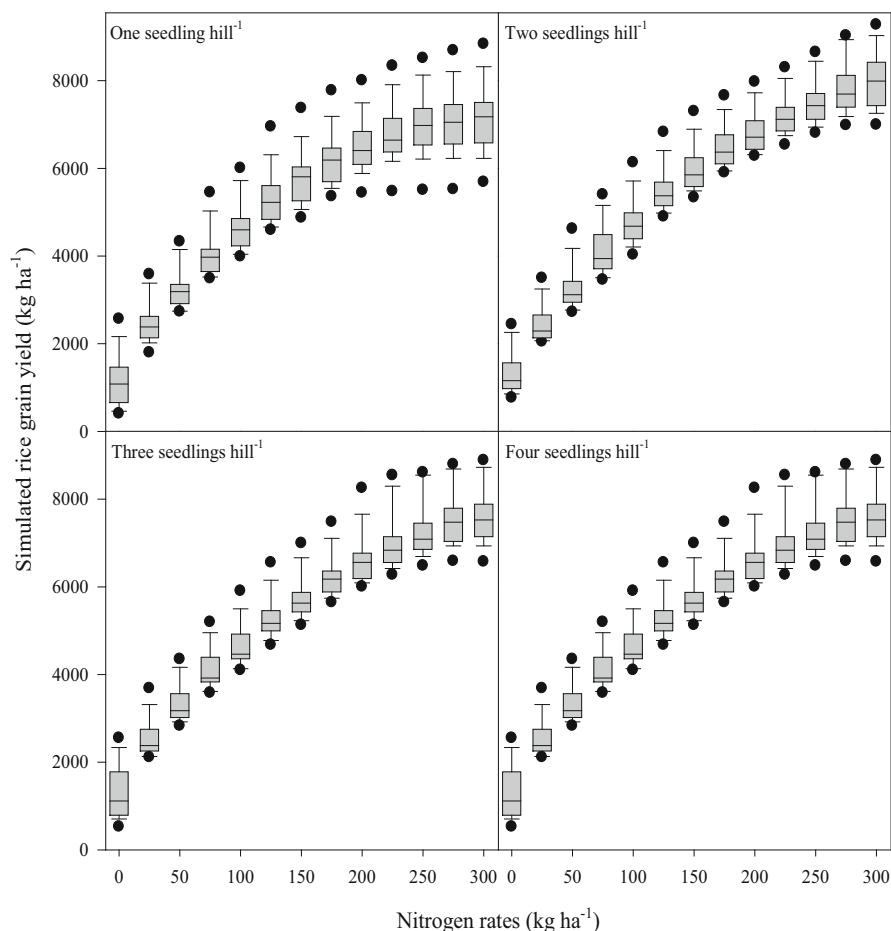 One seedling hill⁻¹
Two seedlings hill⁻¹
8000
6000
4000
2000
0
Three seedlings hill⁻¹
Four seedlings hill⁻¹
8000
6000
4000
2000
0
Simulated rice grain yield (kg ha⁻¹)
0 50 100 150 200 250 300
0 50 100 150 200 250 300
Nitrogen rates (kg ha⁻¹)